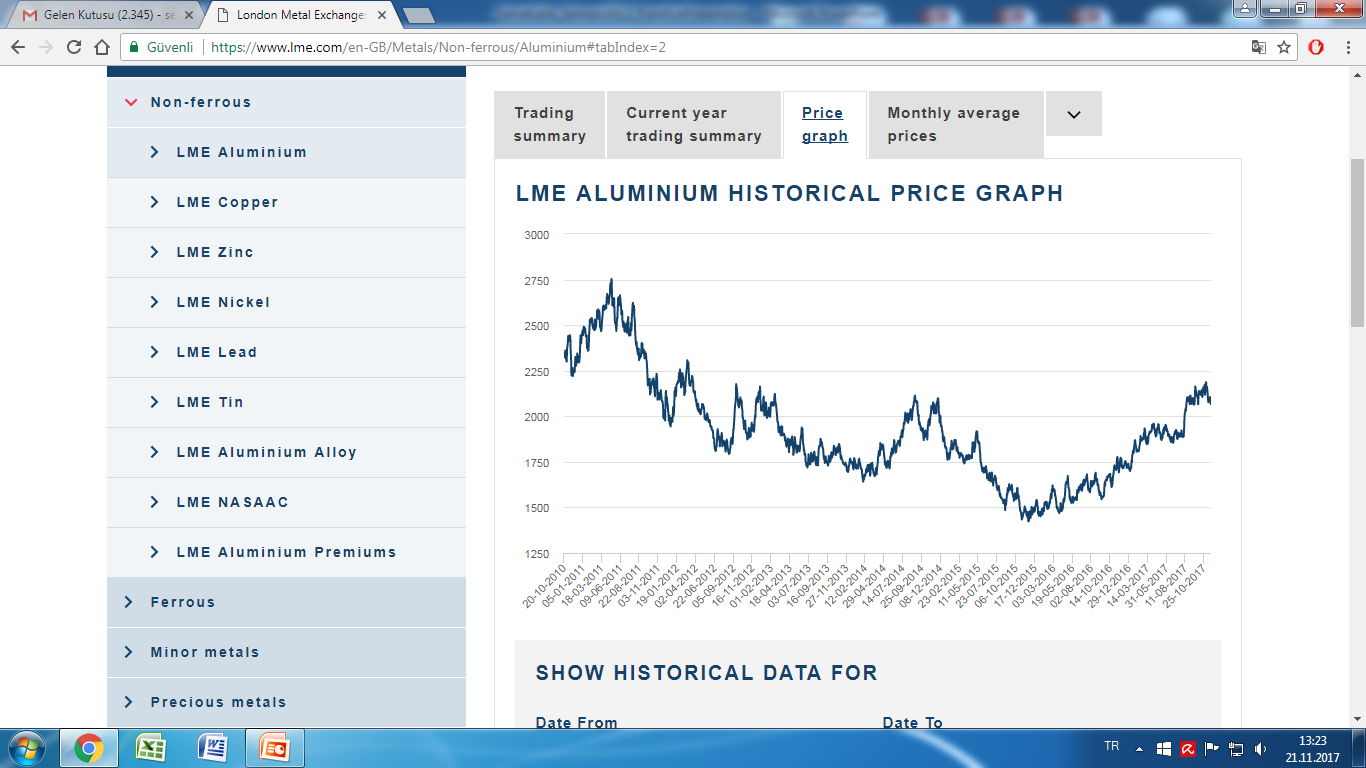 Gelen Kutusu (2.345) - se
London Metal Exchange:
Güvenli
https://www.lme.com/en-GB/Metals/Non-ferrous/Aluminium#tabIndex=2
Non-ferrous
LME Aluminium
LME Copper
LME Zinc
LME Nickel
LME Lead
LME Tin
LME Aluminium Alloy
LME NASAAC
LME Aluminium Premiums
Ferrous
Minor metals
Precious metals
Trading
summary
Current year
trading summary
Price
graph
Monthly average
prices
LME ALUMINIUM HISTORICAL PRICE GRAPH
3000
2750
2500
2250
2000
1750
1500
1250
20-10-2010
05-01-2011
18-03-2011
09-06-2011
22-08-2011
03-11-2011
19-01-2012
02-04-2012
22-06-2012
05-09-2012
16-11-2012
01-02-2013
18-04-2013
03-07-2013
16-09-2013
27-11-2013
12-02-2014
29-04-2014
14-07-2014
25-09-2014
08-12-2014
23-02-2015
11-05-2015
23-07-2015
06-10-2015
17-12-2015
03-03-2016
19-05-2016
02-08-2016
14-10-2016
29-12-2016
14-03-2017
31-05-2017
11-08-2017
25-10-2017
SHOW HISTORICAL DATA FOR
Date From
Date To
TR
13:23
21.11.2017